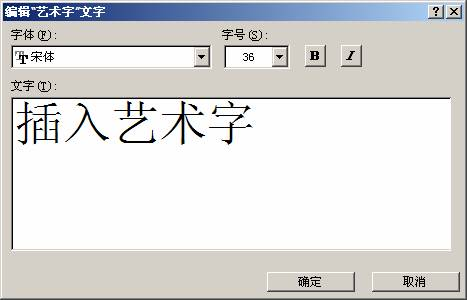 编辑“艺术字”文字
字体(F): 字号(S):
宋体 36 B I
文字(T):
插入艺术字
确定 取消